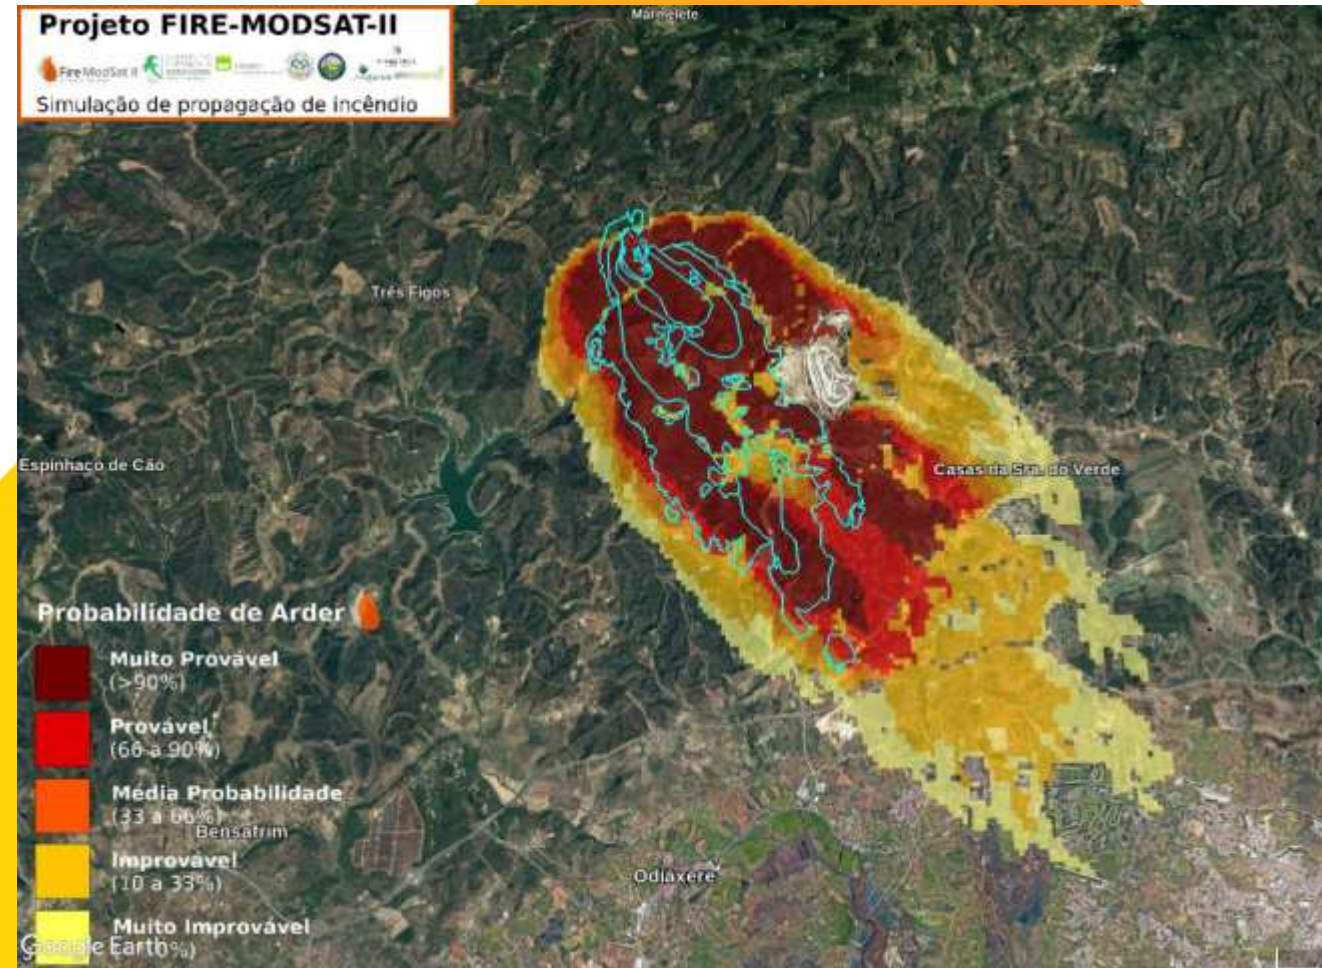 Projeto FIRE-MODSAT-II
FireModSat II
Simulação de propagação de incêndio
Marmelete
Três Figos
Espinhaço de Cão
Casas da Sra. do Verde
Probabilidade de Arder
Muito Provável
(>90%)
Provável
(66 a 90%)
Média Probabilidade
(33 a 66%)
Bensafrim
Improvável
(10 a 33%)
Odiáxere
Muito Improvável
Google Earth